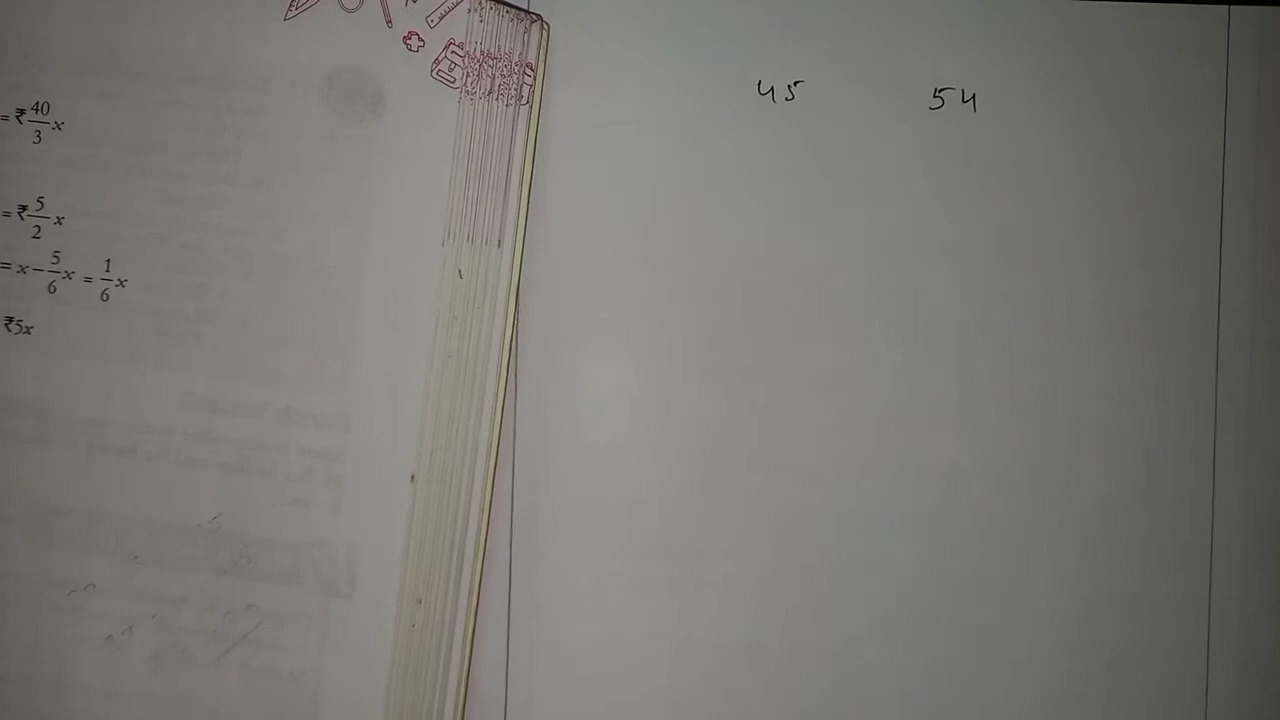 = ₹40/3 x
= ₹5/2 x
= x − 5/6 x = 1/6 x
₹5x
45 54